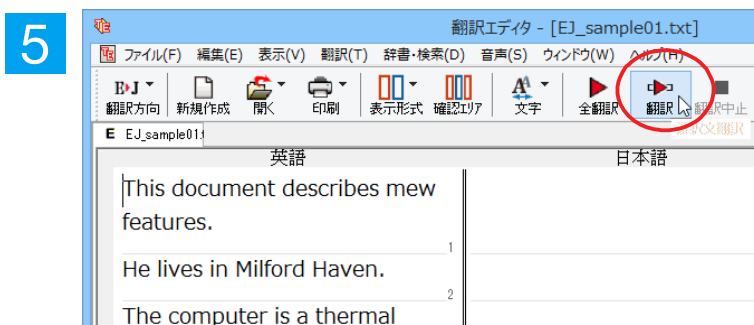 5
翻訳エディタ - [EJ_sample01.txt]
ファイル(F) 編集(E) 表示(V) 翻訳(T) 辞書・検索(D) 音声(S) ウィンドウ(W) ヘルプ(H)
E›J
翻訳方向 新規作成 開く 印刷 表示形式 確認エリア 文字 全翻訳 翻訳 翻訳中止
E EJ_sample01.t
英語 日本語
This document describes mew
features.
1
He lives in Milford Haven.
2
The computer is a thermal